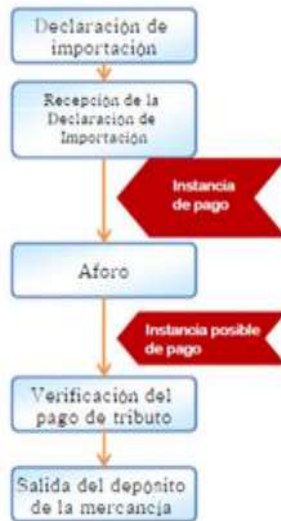 Declaración de
importación
Recepción de la
Declaración de
Importación
Instancia
de pago
Aforo
Instancia posible
de pago
Verificación del
pago de tributo
Salida del depósito
de la mercancía